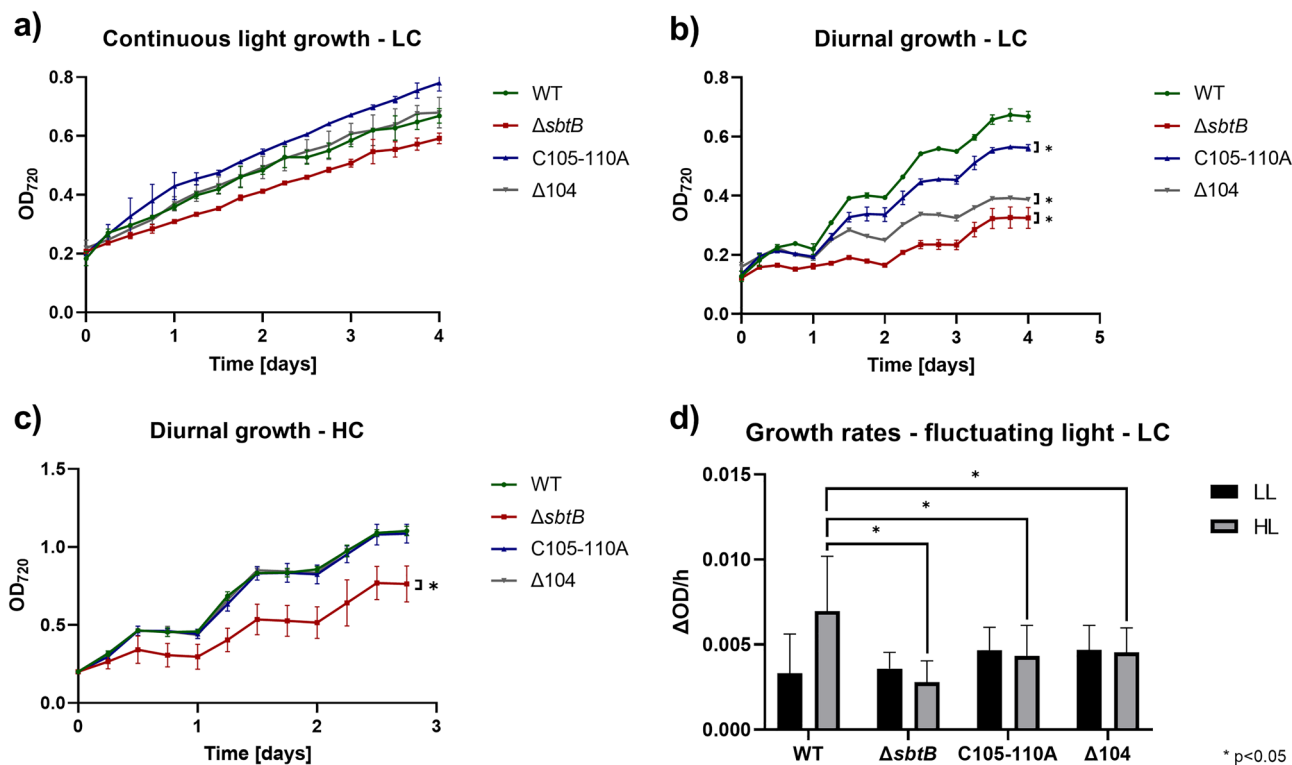 a)
Continuous light growth - LC
OD720
0.8
0.6
0.4
0.2
0.0
0 1 2 3 4
Time [days]
WT
ΔsbtB
C105-110A
Δ104
b)
Diurnal growth - LC
OD720
0.8
0.6
0.4
0.2
0.0
0 1 2 3 4 5
Time [days]
*
*
*
WT
ΔsbtB
C105-110A
Δ104
c)
Diurnal growth - HC
OD720
1.5
1.0
0.5
0.0
0 1 2 3
Time [days]
*
WT
ΔsbtB
C105-110A
Δ104
d)
Growth rates - fluctuating light - LC
ΔOD/h
0.015
0.010
0.005
0.000
*
*
*
WT ΔsbtB C105-110A Δ104
LL
HL
* p<0.05